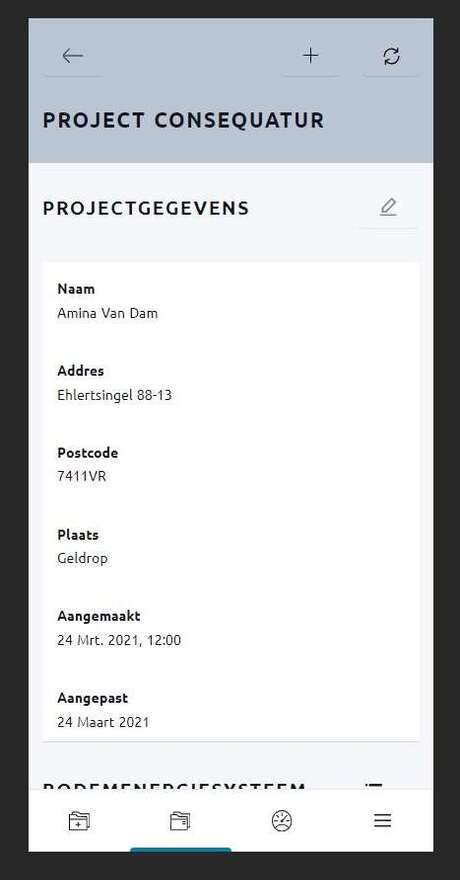 PROJECT CONSEQUATUR
PROJECTGEGEVENS
Naam
Amina Van Dam
Addres
Ehlertsingel 88-13
Postcode
7411VR
Plaats
Geldrop
Aangemaakt
24 Mrt. 2021, 12:00
Aangepast
24 Maart 2021
BODEMENERGIESYSTEEM